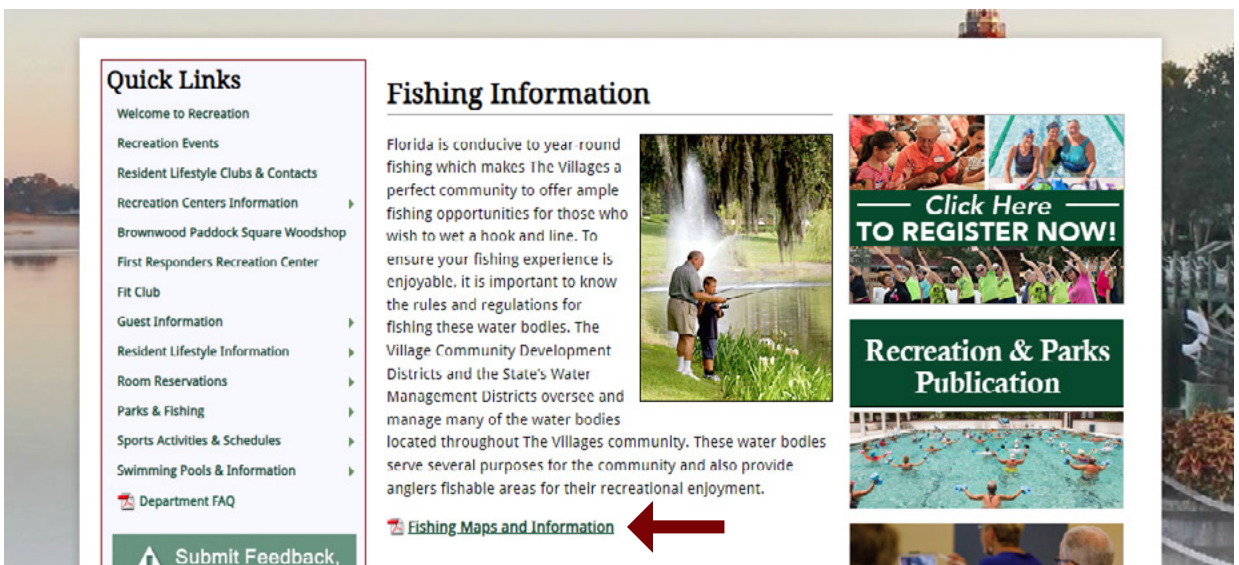 Quick Links
Welcome to Recreation
Recreation Events
Resident Lifestyle Clubs & Contacts
Recreation Centers Information
Brownwood Paddock Square Woodshop
First Responders Recreation Center
Fit Club
Guest Information
Resident Lifestyle Information
Room Reservations
Parks & Fishing
Sports Activities & Schedules
Swimming Pools & Information
Department FAQ
Submit Feedback,
Fishing Information
Florida is conducive to year-round
fishing which makes The Villages a
perfect community to offer ample
fishing opportunities for those who
wish to wet a hook and line. To
ensure your fishing experience is
enjoyable, it is important to know
the rules and regulations for
fishing these water bodies. The
Village Community Development
Districts and the State's Water
Management Districts oversee and
manage many of the water bodies
located throughout The Villages community. These water bodies
serve several purposes for the community and also provide
anglers fishable areas for their recreational enjoyment.
Fishing Maps and Information
Click Here
TO REGISTER NOW!
Recreation & Parks
Publication